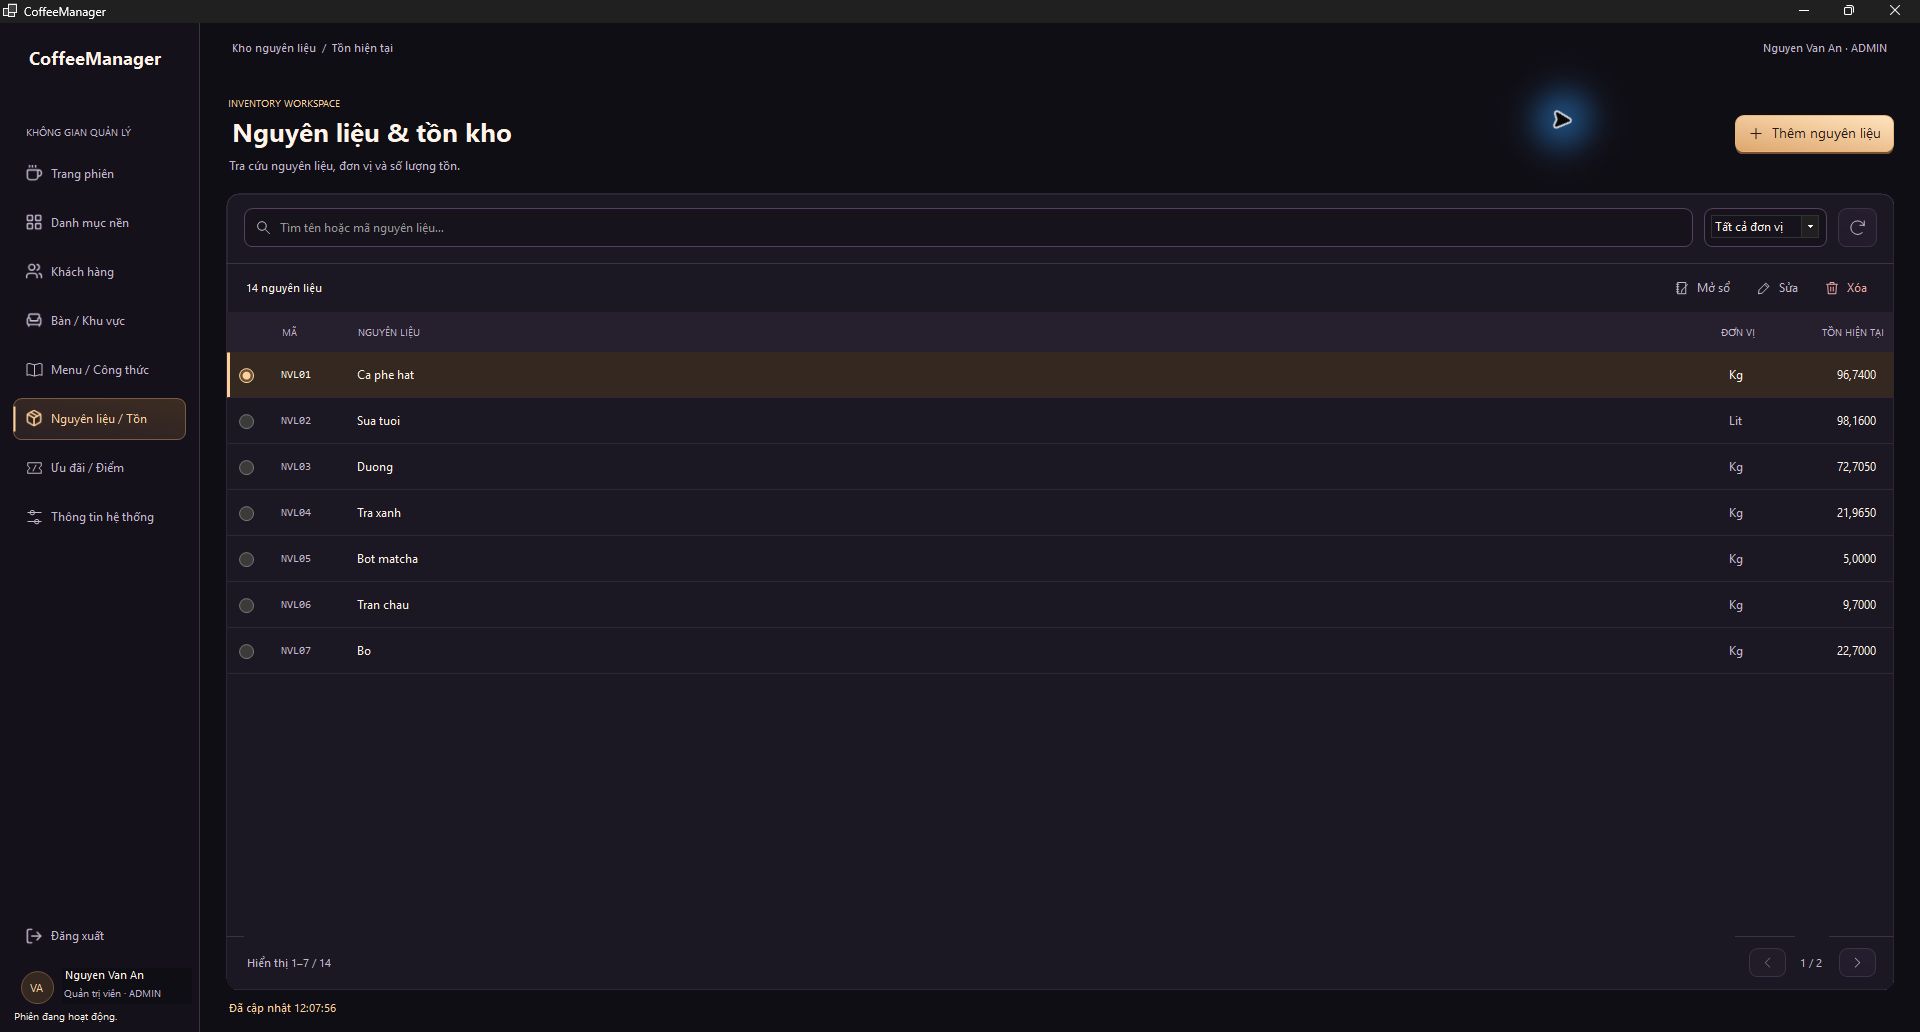 CoffeeManager
CoffeeManager
KHÔNG GIAN QUẢN LÝ
Trang phiên
Danh mục nền
Khách hàng
Bàn / Khu vực
Menu / Công thức
Nguyên liệu / Tồn
Ưu đãi / Điểm
Thông tin hệ thống
Đăng xuất
VA
Nguyen Van An
Quản trị viên · ADMIN
Phiên đang hoạt động.
Kho nguyên liệu / Tồn hiện tại
Nguyen Van An · ADMIN
INVENTORY WORKSPACE
Nguyên liệu & tồn kho
Tra cứu nguyên liệu, đơn vị và số lượng tồn.
+ Thêm nguyên liệu
Tìm tên hoặc mã nguyên liệu...
Tất cả đơn vị
14 nguyên liệu
Mở sổ
Sửa
Xóa
MÃ NGUYÊN LIỆU ĐƠN VỊ TỒN HIỆN TẠI
NVL01 Ca phe hat Kg 96,7400
NVL02 Sua tuoi Lit 98,1600
NVL03 Duong Kg 72,7050
NVL04 Tra xanh Kg 21,9650
NVL05 Bot matcha Kg 5,0000
NVL06 Tran chau Kg 9,7000
NVL07 Bo Kg 22,7000
Hiển thị 1–7 / 14
1 / 2
Đã cập nhật 12:07:56